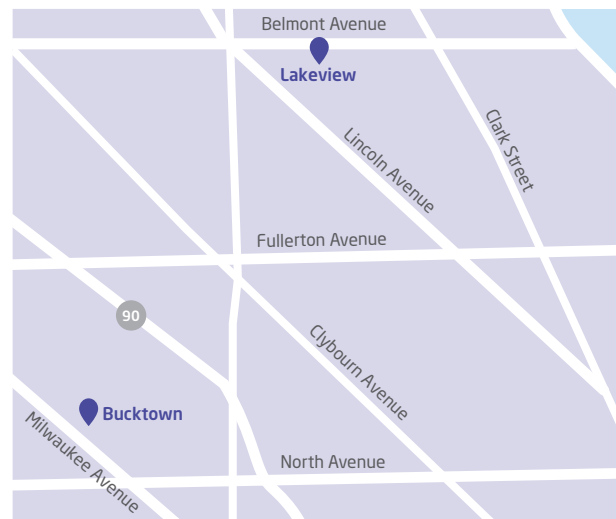 Belmont Avenue
Lakeview
Clark Street
Lincoln Avenue
Fullerton Avenue
90
Clybourn Avenue
Bucktown
Milwaukee Avenue
North Avenue